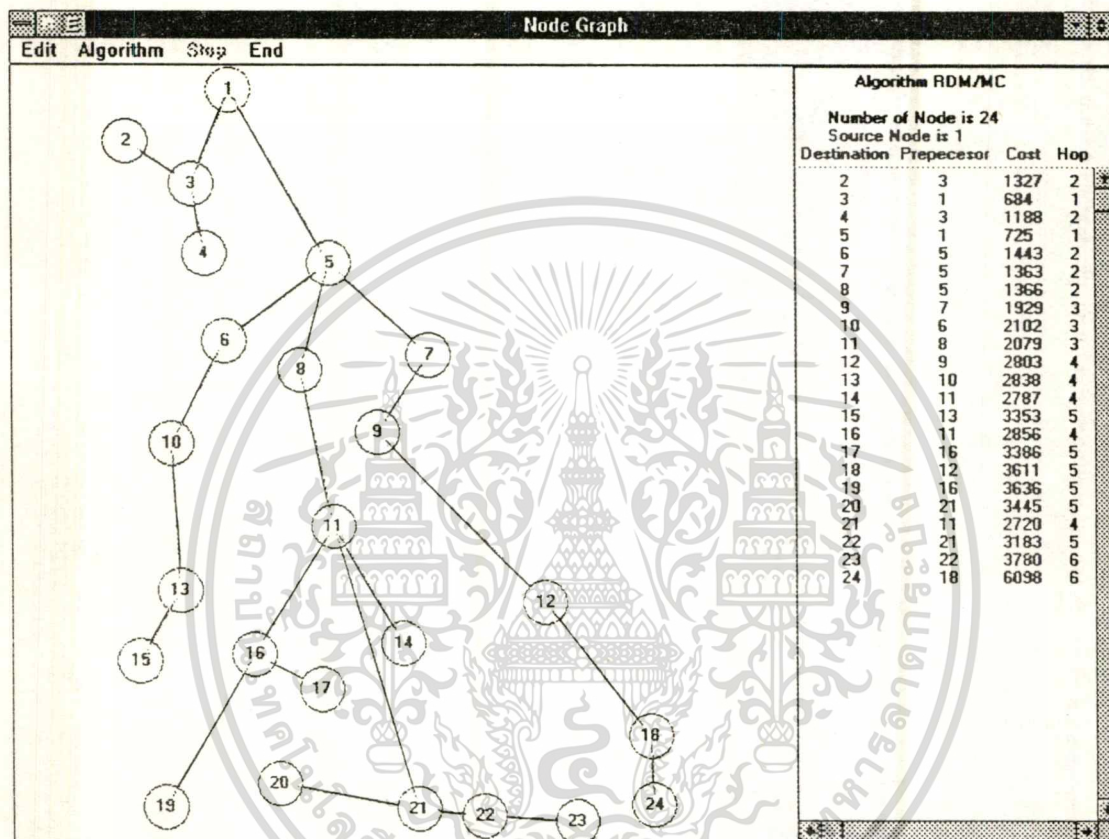 Node Graph
Edit Algorithm Stop End
1
2
3
4
5
6
7
8
9
10
11
12
13
14
15
16
17
18
19
20
21
22
23
24
Algorithm RDM/MC
Number of Node is 24
Source Node is 1
Destination Prepecesor Cost Hop
2 3 1327 2
3 1 684 1
4 3 1188 2
5 1 725 1
6 5 1443 2
7 5 1363 2
8 5 1366 2
9 7 1929 3
10 6 2102 3
11 8 2079 3
12 9 2803 4
13 10 2838 4
14 11 2787 4
15 13 3353 5
16 11 2856 4
17 16 3386 5
18 12 3611 5
19 16 3636 5
20 21 3445 5
21 11 2720 4
22 21 3183 5
23 22 3780 6
24 18 6098 6